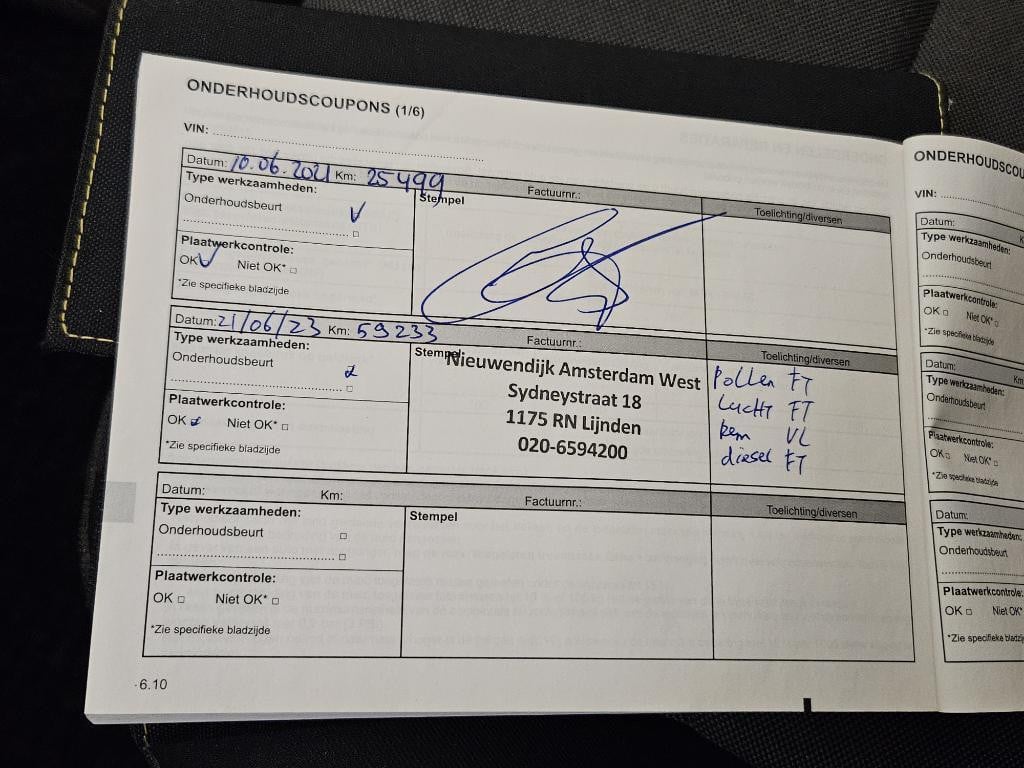 ONDERHOUDSCOUPONS (1/6)
VIN:
Datum: 10.06.2021 Km: 25499 Factuurnr.:
Type werkzaamheden:
Stempel
Toelichting/diversen
Onderhoudsbeurt
Plaatwerkcontrole:
OK Niet OK*
*Zie specifieke bladzijde
Datum: 21/06/23 Km: 59233 Factuurnr.:
Type werkzaamheden:
Stempel
Toelichting/diversen
Onderhoudsbeurt
Plaatwerkcontrole:
OK Niet OK*
*Zie specifieke bladzijde
Nieuwendijk Amsterdam West
Sydneystraat 18
1175 RN Lijnden
020-6594200
Pollen FT
Lucht FT
Rem VL
diesel FT
Datum: Km: Factuurnr.:
Type werkzaamheden:
Stempel
Toelichting/diversen
Onderhoudsbeurt
Plaatwerkcontrole:
OK Niet OK*
*Zie specifieke bladzijde
6.10
ONDERHOUDSCOU
VIN:
Datum:
Type werkzaamheden:
Onderhoudsbeurt
Plaatwerkcontrole:
OK Niet OK*
*Zie specifieke bladzijde
Datum:
Type werkzaamheden:
Onderhoudsbeurt
Plaatwerkcontrole:
OK Niet OK*
*Zie specifieke bladzijde
Datum:
Type werkzaamheden:
Onderhoudsbeurt
Plaatwerkcontrole:
OK Niet OK*
*Zie specifieke bladzij